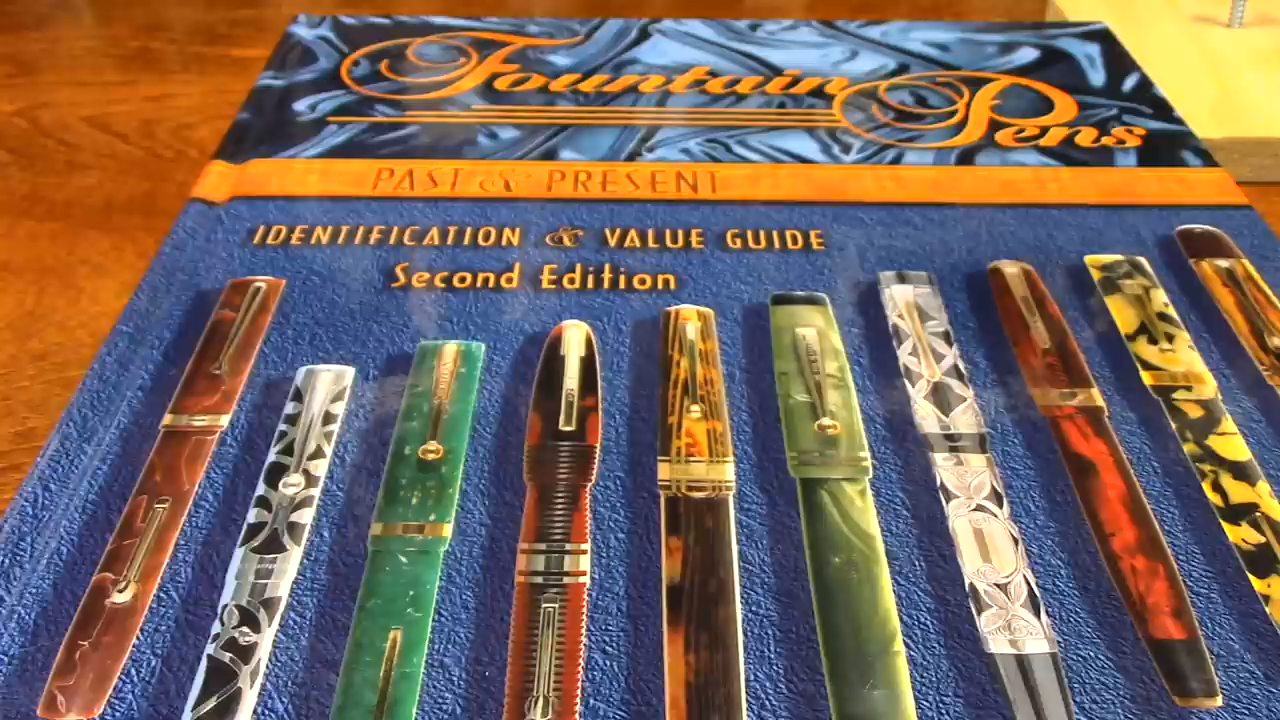 Fountain Pens
PAST & PRESENT
IDENTIFICATION & VALUE GUIDE
Second Edition